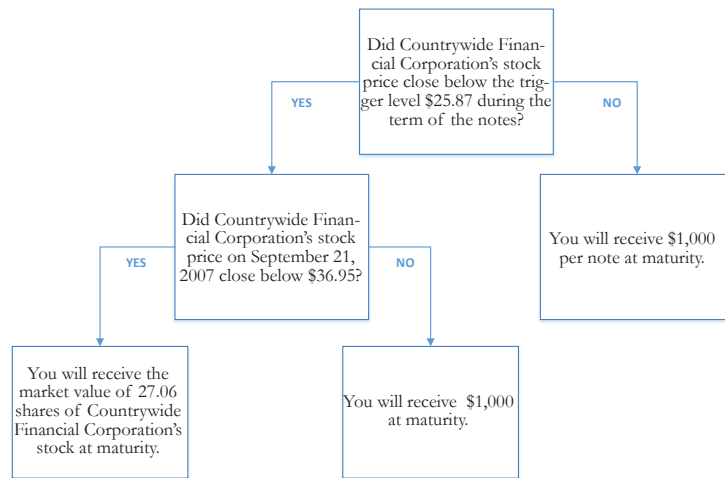 Did Countrywide Finan-
cial Corporation's stock
price close below the trig-
ger level $25.87 during the
term of the notes?
YES
NO
Did Countrywide Finan-
cial Corporation's stock
price on September 21,
2007 close below $36.95?
You will receive $1,000
per note at maturity.
YES
NO
You will receive the
market value of 27.06
shares of Countrywide
Financial Corporation's
stock at maturity.
You will receive $1,000
at maturity.